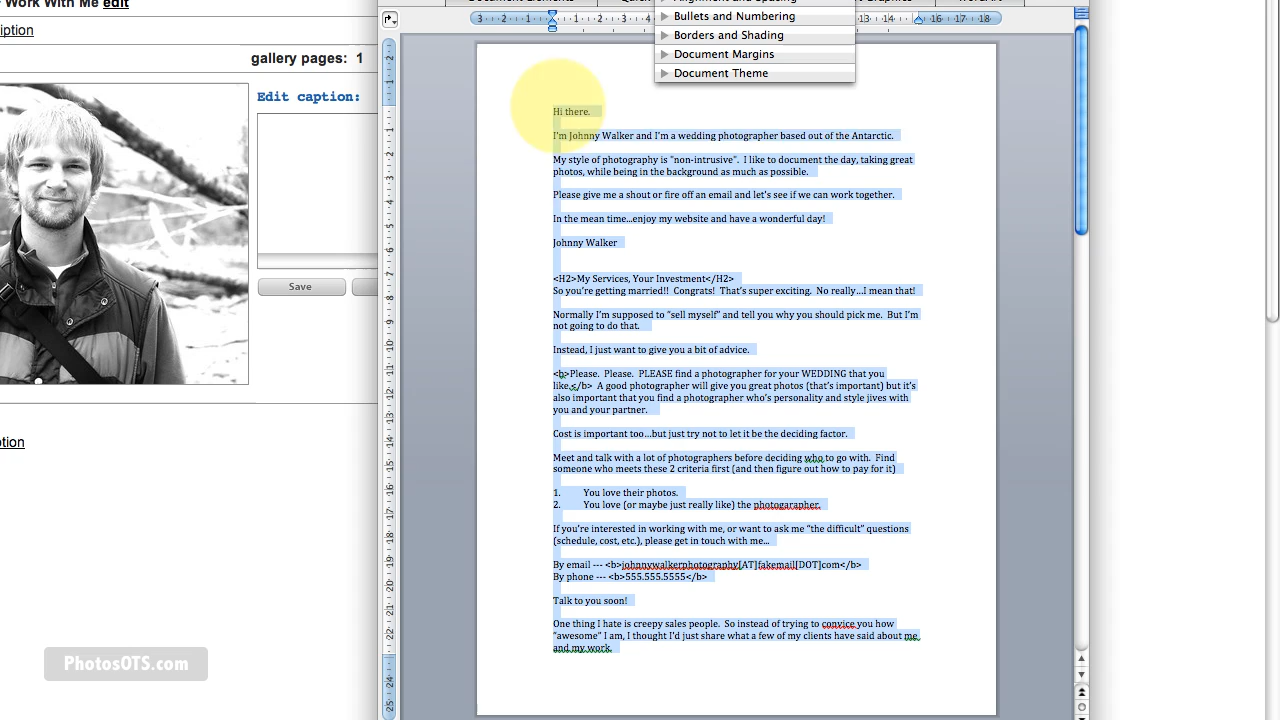 Work With Me edit
iption
gallery pages: 1
Edit caption:
Save
tion
PhotosOTS.com
Bullets and Numbering
Borders and Shading
Document Margins
Document Theme
3 2 1 1 2 3 4 13 14 16 17 18
Hi there.
I'm Johnny Walker and I'm a wedding photographer based out of the Antarctic.
My style of photography is "non-intrusive". I like to document the day, taking great
photos, while being in the background as much as possible.
Please give me a shout or fire off an email and let's see if we can work together.
In the mean time...enjoy my website and have a wonderful day!
Johnny Walker
<H2>My Services, Your Investment</H2>
So you're getting married!! Congrats! That's super exciting. No really...I mean that!
Normally I'm supposed to "sell myself" and tell you why you should pick me. But I'm
not going to do that.
Instead, I just want to give you a bit of advice.
<b>Please. Please. PLEASE find a photographer for your WEDDING that you
like.</b> A good photographer will give you great photos (that's important) but it's
also important that you find a photographer who's personality and style jives with
you and your partner.
Cost is important too...but just try not to let it be the deciding factor.
Meet and talk with a lot of photographers before deciding who to go with. Find
someone who meets these 2 criteria first (and then figure out how to pay for it)
1. You love their photos.
2. You love (or maybe just really like) the photogarapher.
If you're interested in working with me, or want to ask me "the difficult" questions
(schedule, cost, etc.), please get in touch with me...
By email --- <b>johnnywalkerphotography[AT]fakemail[DOT]com</b>
By phone --- <b>555.555.5555</b>
Talk to you soon!
One thing I hate is creepy sales people. So instead of trying to convice you how
"awesome" I am, I thought I'd just share what a few of my clients have said about me
and my work.